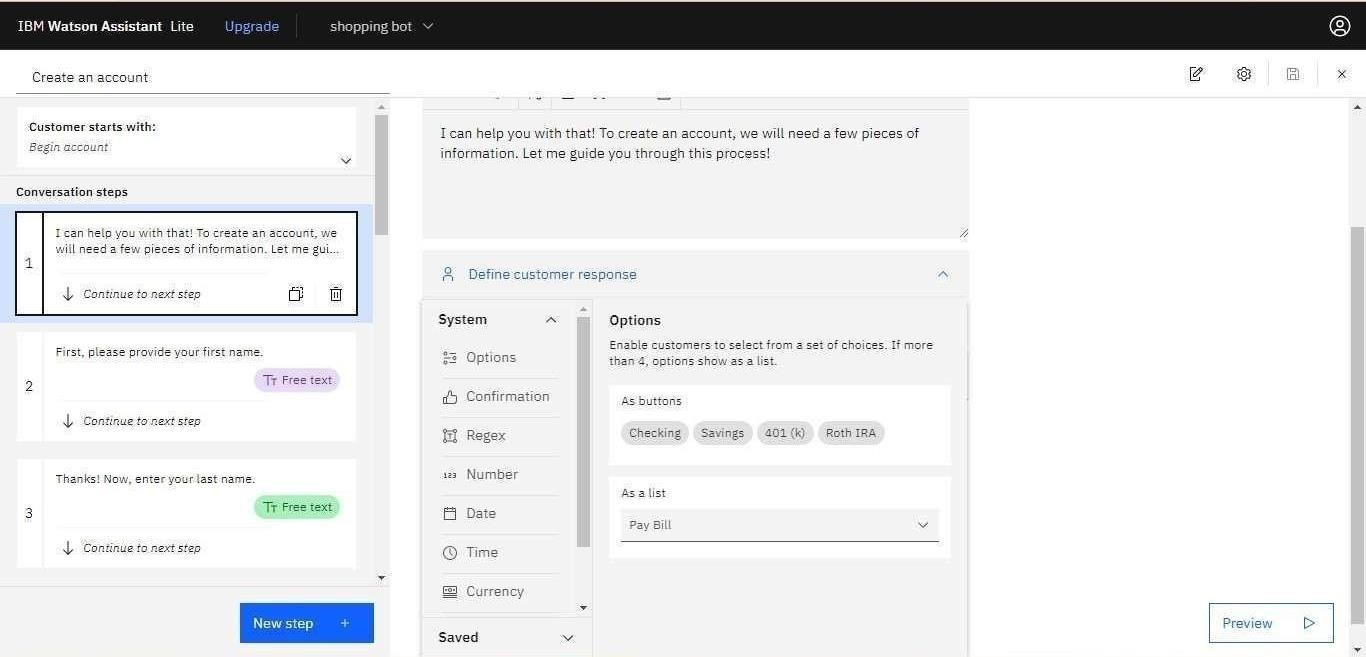 IBM Watson Assistant Lite Upgrade shopping bot
Create an account
Customer starts with:
Begin account
Conversation steps
1
I can help you with that! To create an account, we
will need a few pieces of information. Let me gui...
Continue to next step
2
First, please provide your first name.
Free text
Continue to next step
3
Thanks! Now, enter your last name.
Free text
Continue to next step
New step +
I can help you with that! To create an account, we will need a few pieces of
information. Let me guide you through this process!
Define customer response
System
Options
Confirmation
Regex
123 Number
Date
Time
Currency
Saved
Options
Enable customers to select from a set of choices. If more
than 4, options show as a list.
As buttons
Checking Savings 401 (k) Roth IRA
As a list
Pay Bill
Preview